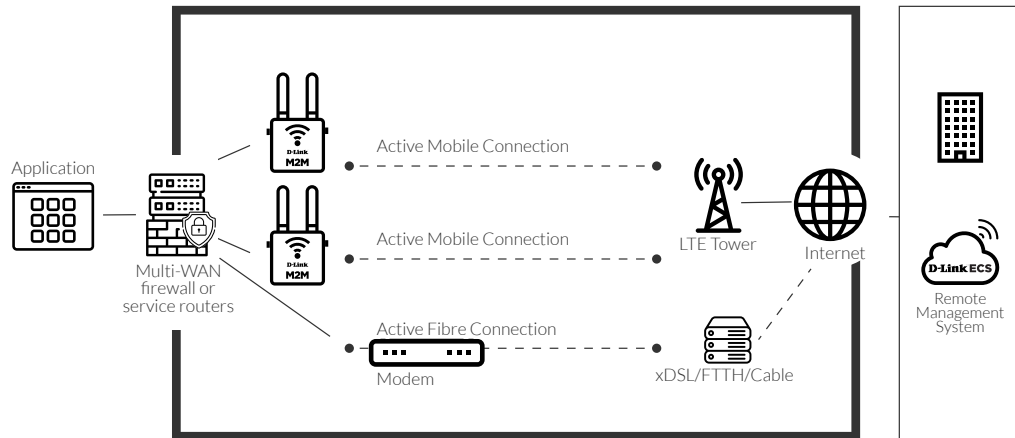 Application
Multi-WAN
firewall or
service routers
D-Link
M2M
D-Link
M2M
Active Mobile Connection
Active Mobile Connection
Active Fibre Connection
Modem
LTE Tower
xDSL/FTTH/Cable
Internet
D-Link ECS
Remote
Management
System